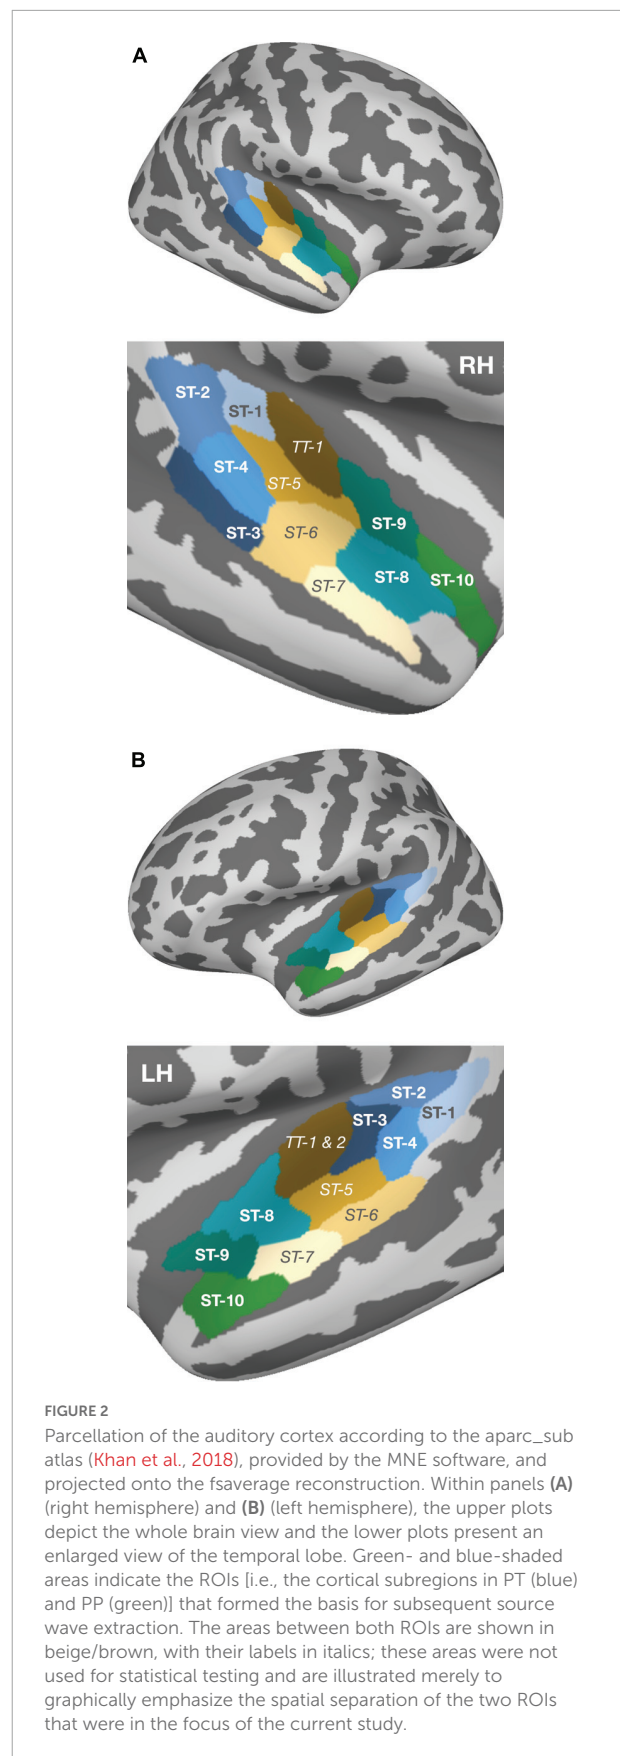 A
RH
ST-2
ST-1
TT-1
ST-4
ST-5
ST-3
ST-6
ST-9
ST-7
ST-8
ST-10
B
LH
ST-2
ST-1
ST-3
TT-1 & 2
ST-4
ST-5
ST-8
ST-6
ST-9
ST-7
ST-10
FIGURE 2
Parcellation of the auditory cortex according to the aparc_sub
atlas (Khan et al., 2018), provided by the MNE software, and
projected onto the fsaverage reconstruction. Within panels (A)
(right hemisphere) and (B) (left hemisphere), the upper plots
depict the whole brain view and the lower plots present an
enlarged view of the temporal lobe. Green- and blue-shaded
areas indicate the ROIs [i.e., the cortical subregions in PT (blue)
and PP (green)] that formed the basis for subsequent source
wave extraction. The areas between both ROIs are shown in
beige/brown, with their labels in italics; these areas were not
used for statistical testing and are illustrated merely to
graphically emphasize the spatial separation of the two ROIs
that were in the focus of the current study.